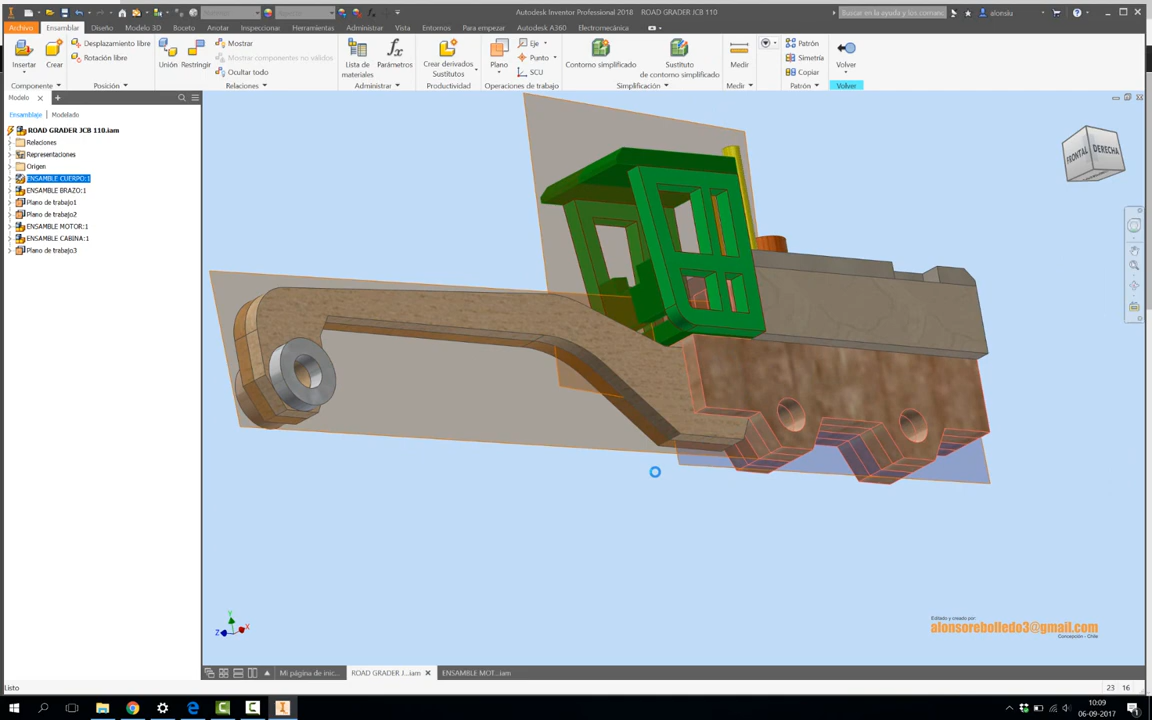 Autodesk Inventor Professional 2018   ROAD GRADER JCB 110
Buscar en la ayuda y los coman
alonsiu
Archivo
Ensamblar
Diseño
Modelo 3D
Boceto
Anotar
Inspeccionar
Herramientas
Administrar
Vista
Entornos
Para empezar
Autodesk A360
Electromecánica
Insertar
Crear
Desplazamiento libre
Rotación libre
Unión
Restringir
Mostrar
Mostrar componentes no válidos
Ocultar todo
Lista de
materiales
Parámetros
Crear derivados
Sustitutos
Plano
Eje
Punto
SCU
Contorno simplificado
Sustituto
de contorno simplificado
Medir
Patrón
Simetría
Copiar
Volver
Componente
Posición
Relaciones
Administrar
Productividad
Operaciones de trabajo
Simplificación
Medir
Patrón
Volver
Modelo
Ensamblaje
Modelado
ROAD GRADER JCB 110.iam
Relaciones
Representaciones
Origen
ENSAMBLE CUERPO:1
ENSAMBLE BRAZO:1
Plano de trabajo1
Plano de trabajo2
ENSAMBLE MOTOR:1
ENSAMBLE CABINA:1
Plano de trabajo3
FRONTAL
DERECHA
Y
Z
X
Editado y creado por:
alonsorebolledo3@gmail.com
Concepción - Chile
Mi página de inic...
ROAD GRADER J...iam
ENSAMBLE MOT...iam
Listo
23
16
10:09
06-09-2017